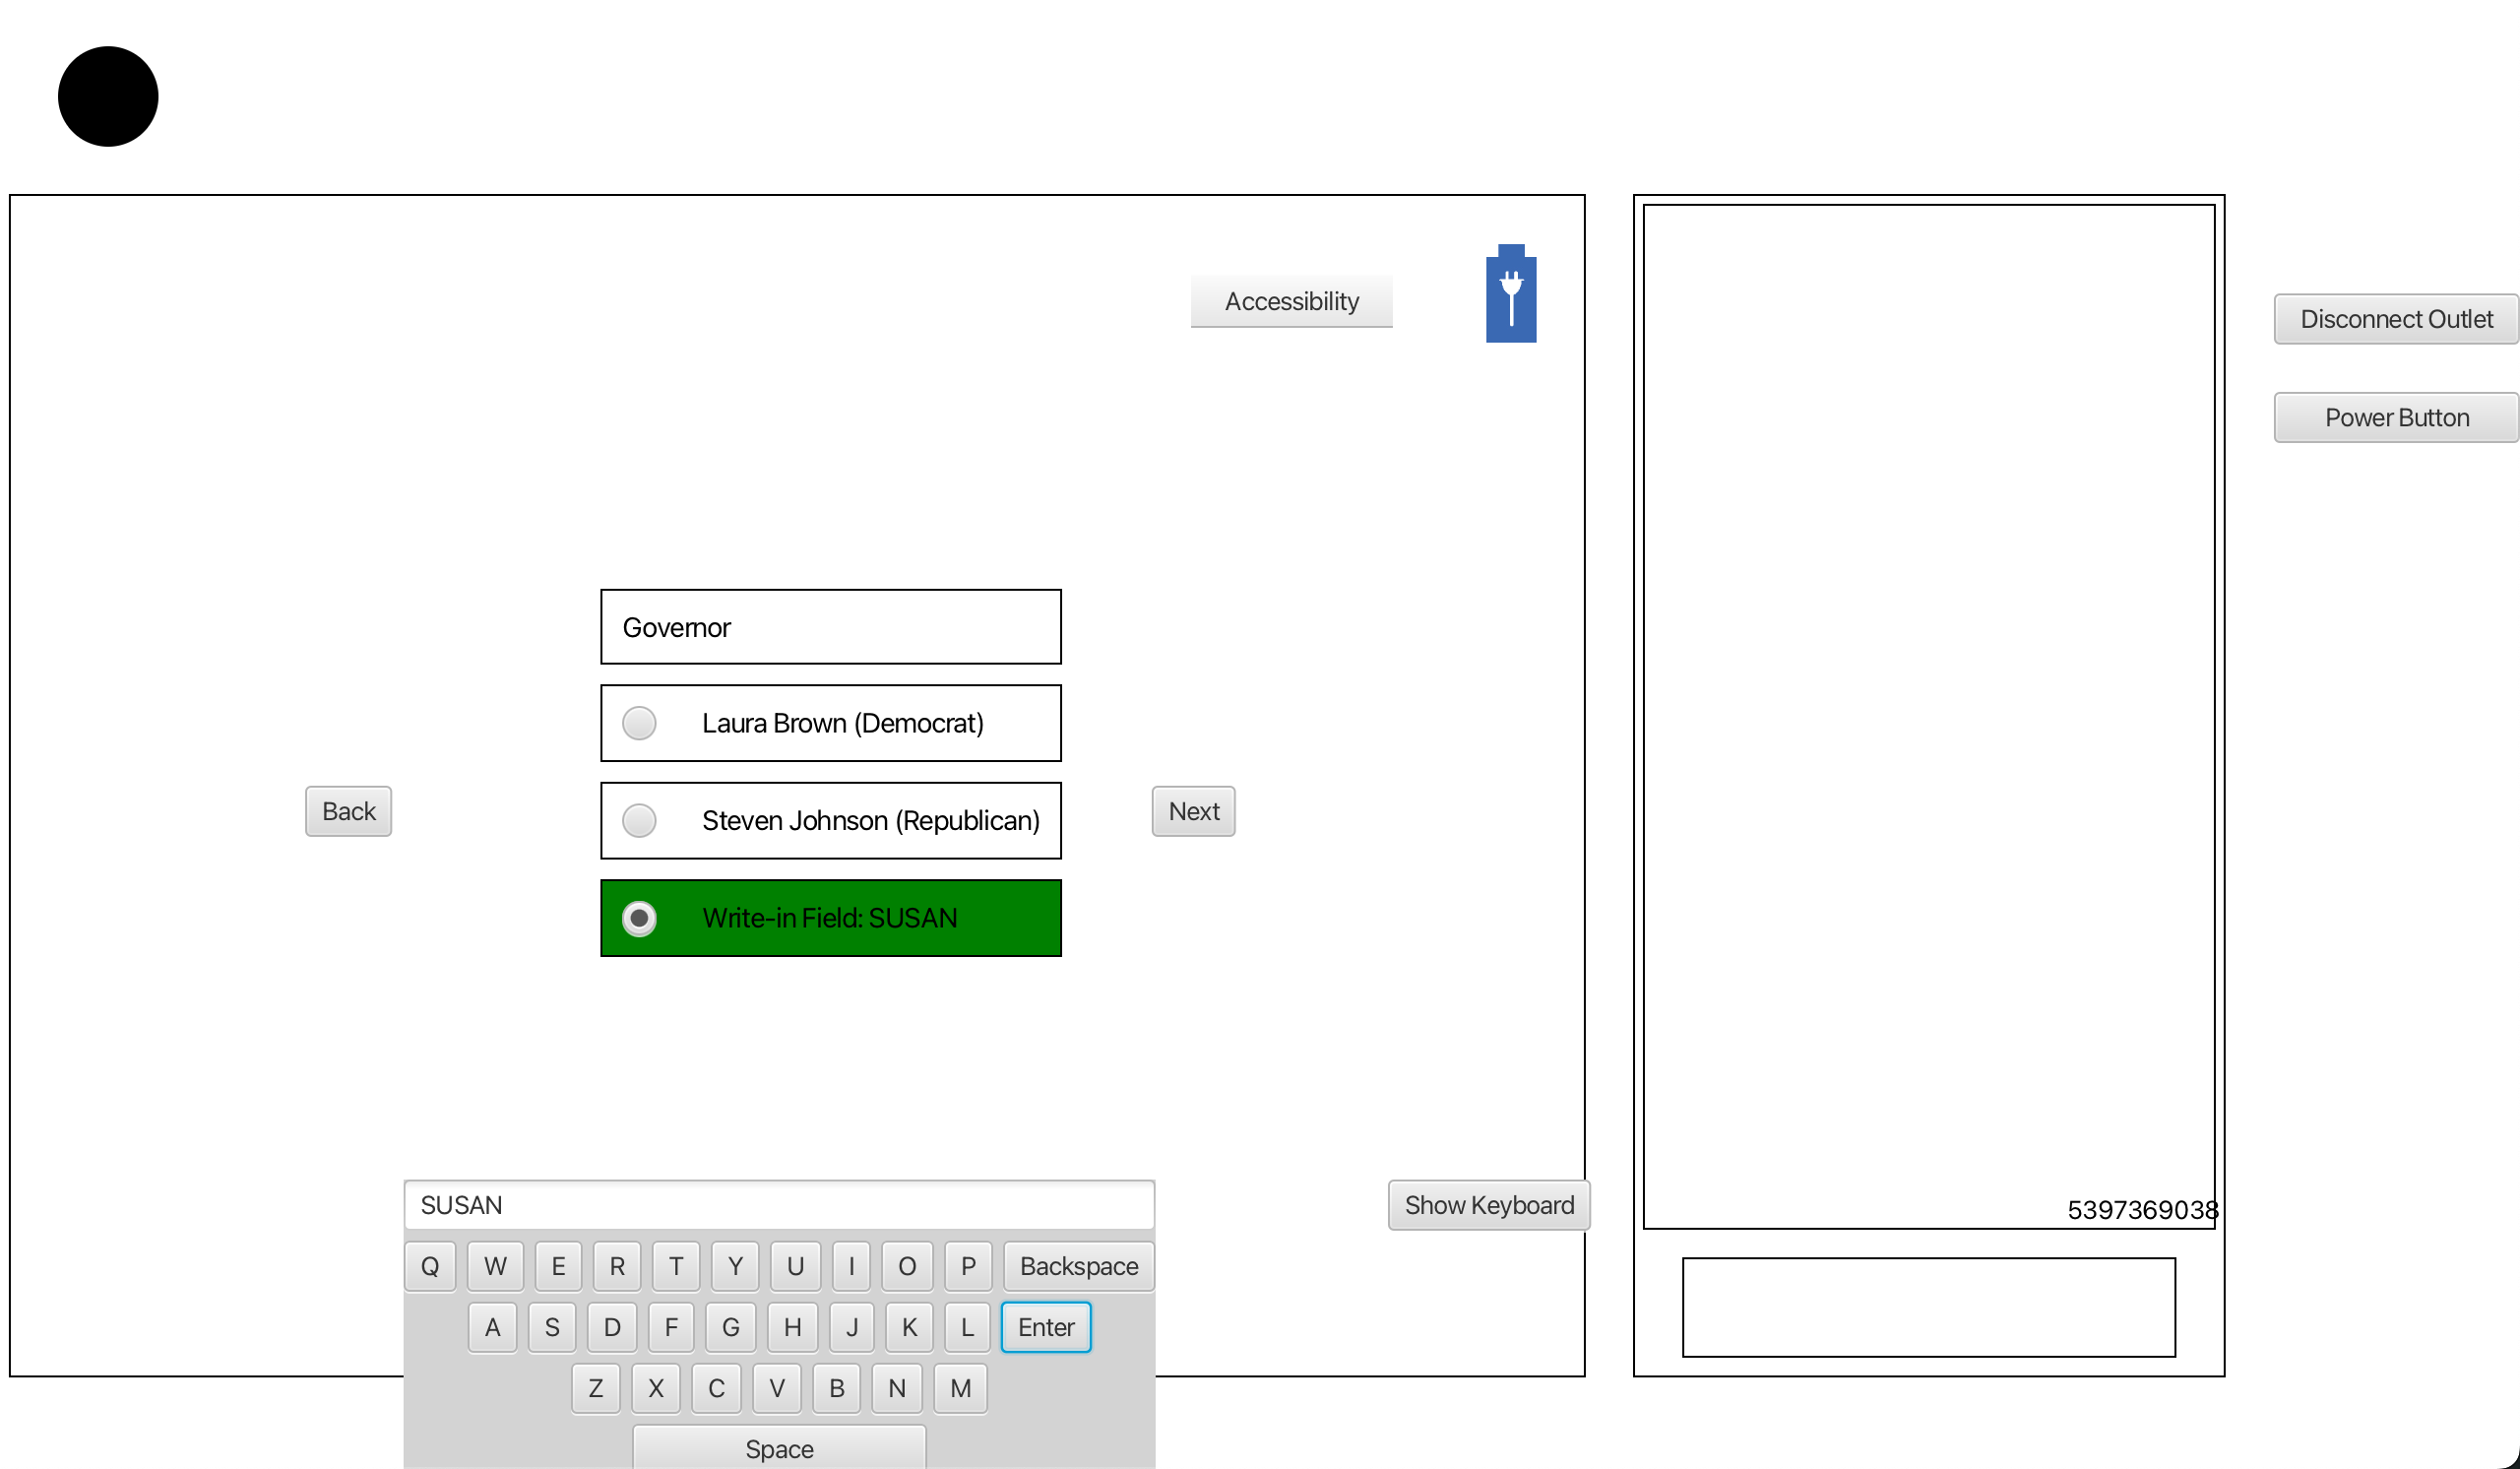 Accessibility
Disconnect Outlet
Power Button
Governor
Laura Brown (Democrat)
Back
Next
Steven Johnson (Republican)
Write-in Field: SUSAN
SUSAN
Show Keyboard
5397369038
Q W E R T Y U I O P Backspace
A S D F G H J K L Enter
Z X C V B N M
Space